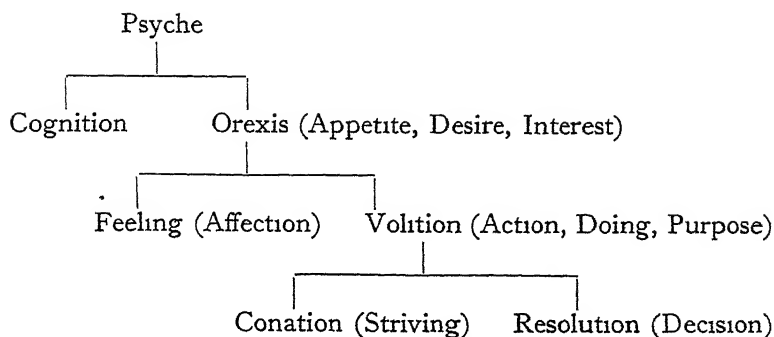 Psyche
Cognition Orexis (Appetite, Desire, Interest)
Feeling (Affection) Volition (Action, Doing, Purpose)
Conation (Striving) Resolution (Decision)